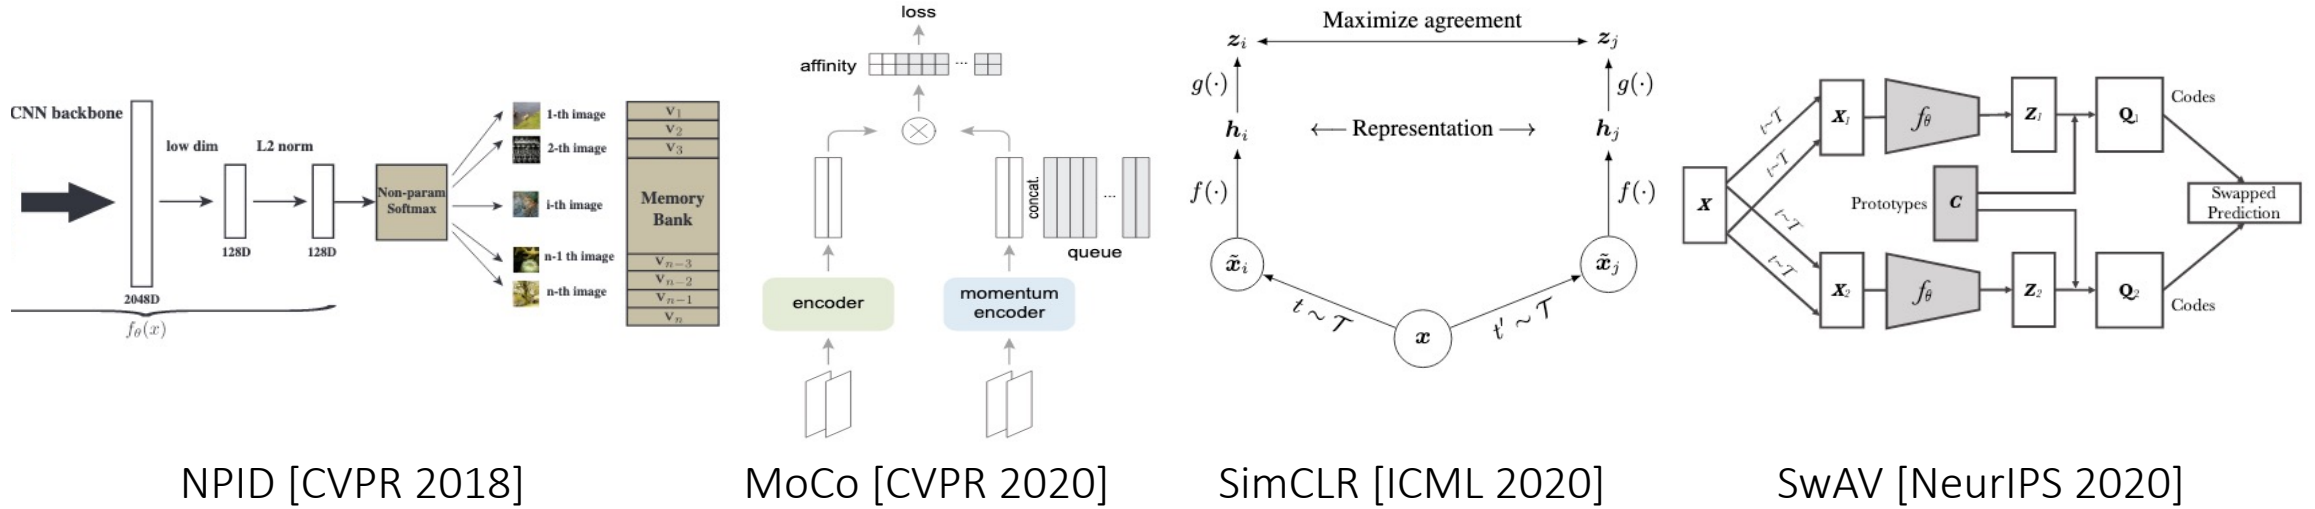 CNN backbone
low dim
L2 norm
2048D
128D
128D
fθ(x)
Non-param
Softmax
1-th image
2-th image
i-th image
n-1 th image
n-th image
v1
v2
v3
Memory
Bank
vn−3
vn−2
vn−1
vn
NPID [CVPR 2018]
loss
affinity
...
concat.
...
queue
encoder
momentum
encoder
MoCo [CVPR 2020]
Maximize agreement
zi
zj
g(·)
g(·)
hi
← Representation →
hj
f(·)
f(·)
x̃i
x̃j
t ∼ T
t′ ∼ T
x
SimCLR [ICML 2020]
X
t~T
t~T
t~T
t~T
X1
fθ
Z1
Q1
Codes
Prototypes
C
Swapped
Prediction
X2
fθ
Z2
Q2
Codes
SwAV [NeurIPS 2020]